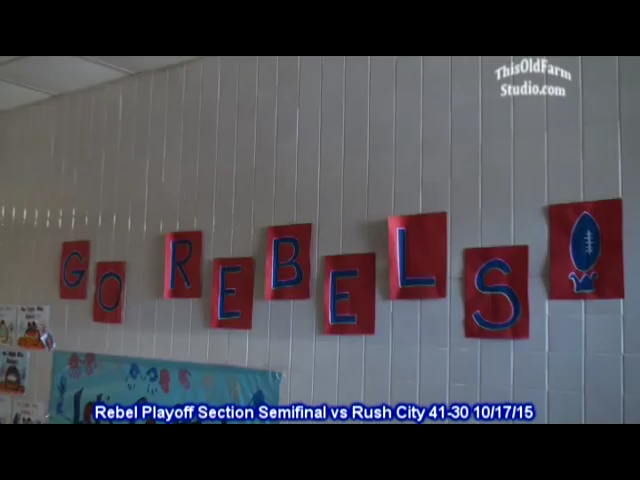 ThisOldFarm
Studio.com
GO REBELS
Rebel Playoff Section Semifinal vs Rush City 41-30 10/17/15